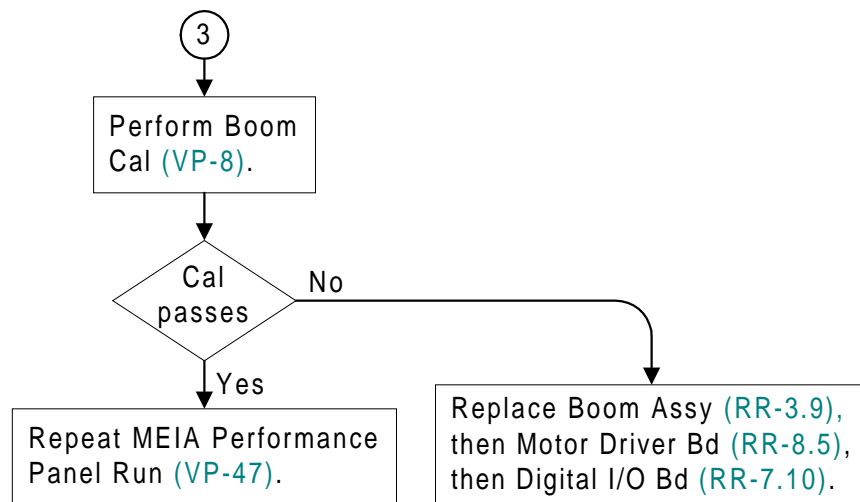 3
Perform Boom
Cal (VP-8).
Cal
passes
No
Yes
Repeat MEIA Performance
Panel Run (VP-47).
Replace Boom Assy (RR-3.9),
then Motor Driver Bd (RR-8.5),
then Digital I/O Bd (RR-7.10).